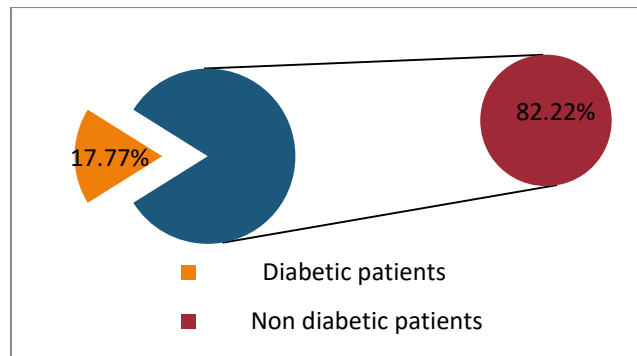 82.22%
17.77%
Diabetic patients
Non diabetic patients